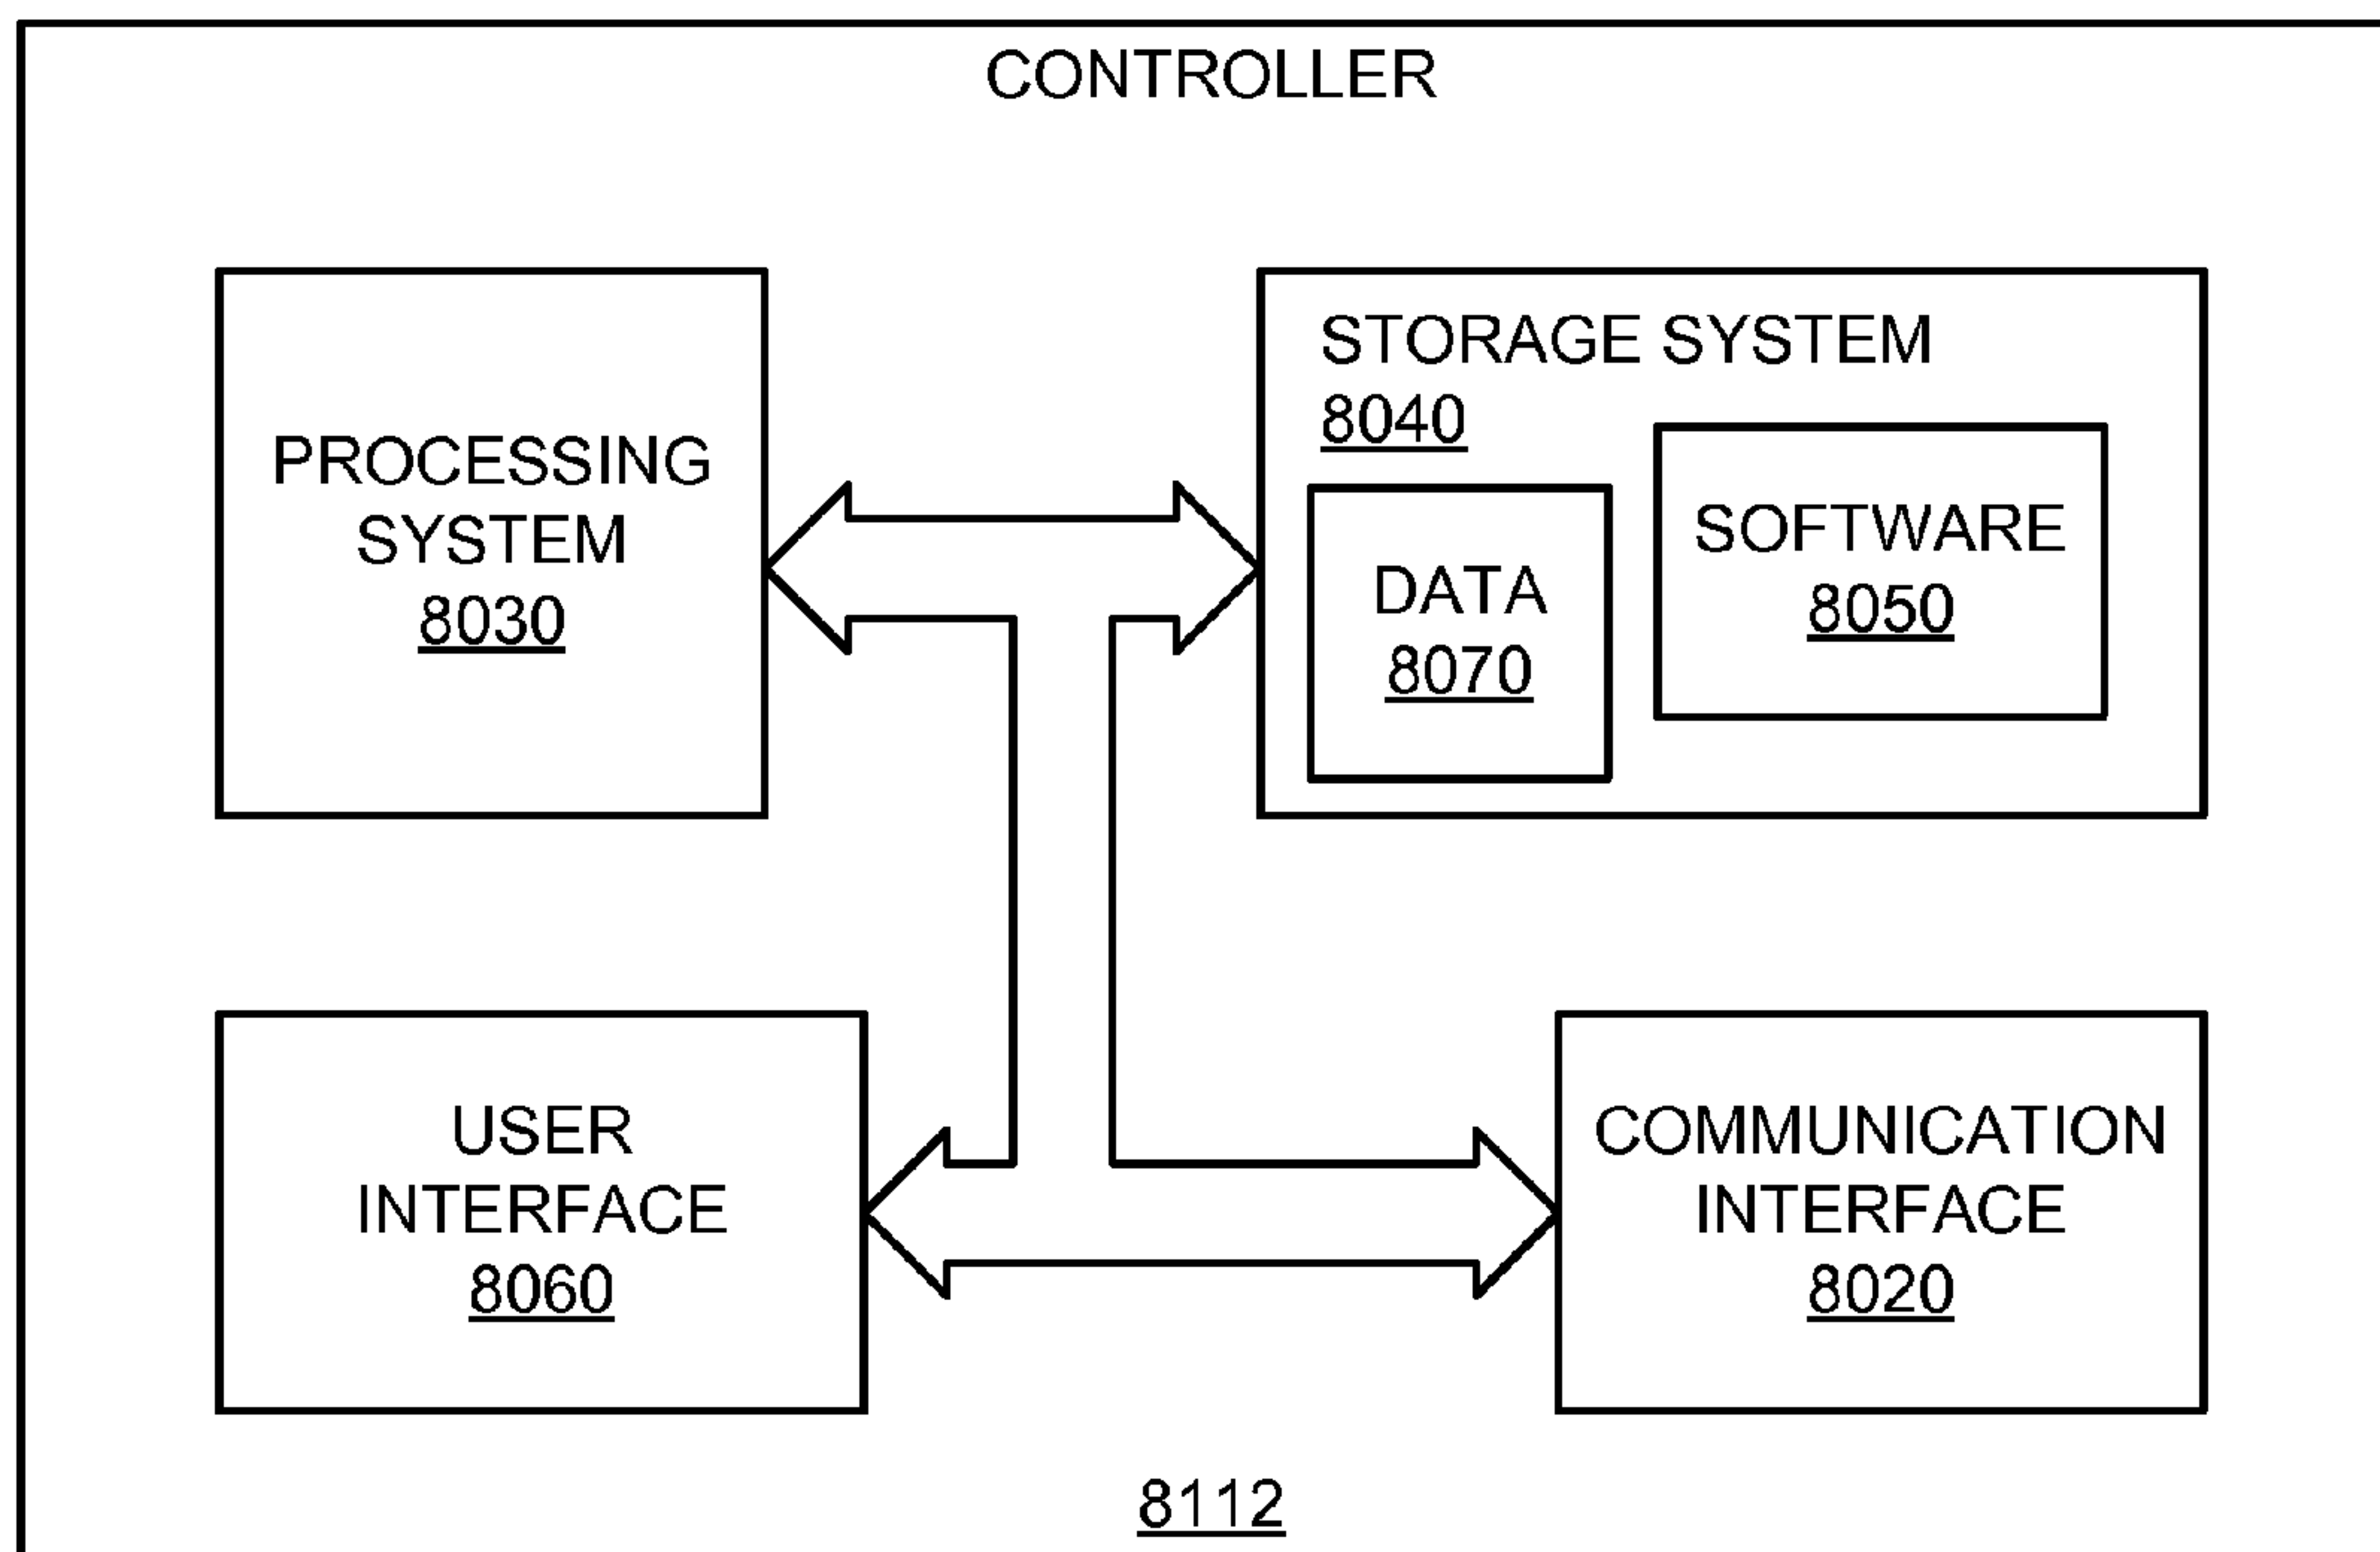 CONTROLLER
PROCESSING
SYSTEM
8030
STORAGE SYSTEM
8040
DATA
8070
SOFTWARE
8050
USER
INTERFACE
8060
COMMUNICATION
INTERFACE
8020
8112